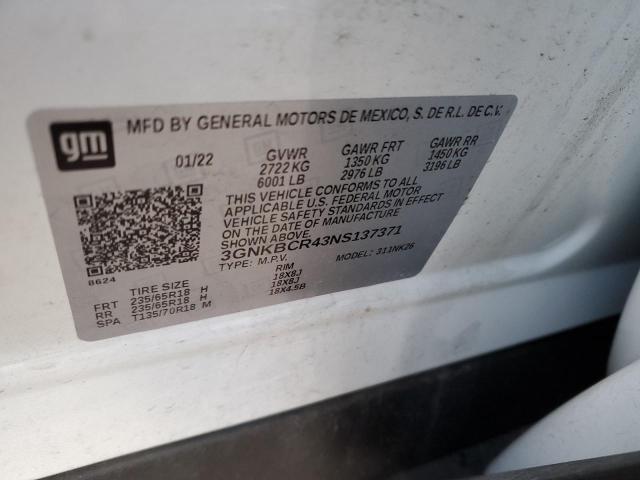 gm
MFD BY GENERAL MOTORS DE MEXICO, S. DE R.L. DE C.V.
01/22 GVWR GAWR FRT GAWR RR
2722 KG 1350 KG 1450 KG
6001 LB 2976 LB 3196 LB
THIS VEHICLE CONFORMS TO ALL
APPLICABLE U.S. FEDERAL MOTOR
VEHICLE SAFETY STANDARDS IN EFFECT
ON THE DATE OF MANUFACTURE
SHOWN ABOVE.
3GNKBCR43NS137371
TYPE: M.P.V. MODEL: 311NK26
8624
TIRE SIZE RIM
FRT 235/65R18 H 18X8J
RR 235/65R18 H 18X8J
SPA T135/70R18 M 18X4.5B